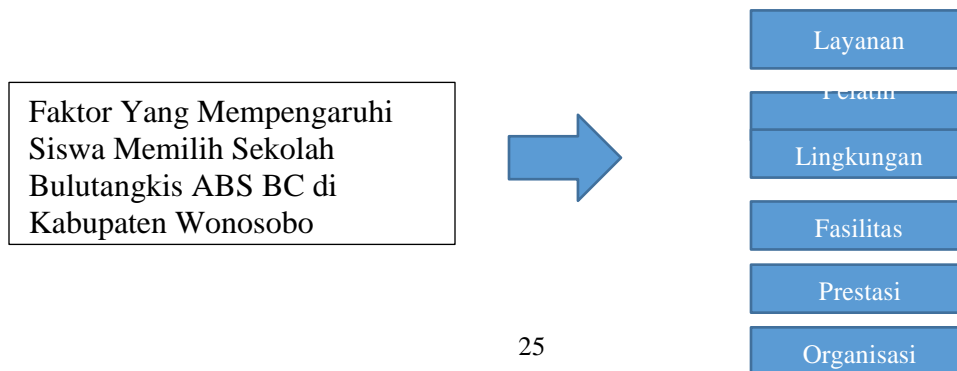 Faktor Yang Mempengaruhi
Siswa Memilih Sekolah
Bulutangkis ABS BC di
Kabupaten Wonosobo
Layanan
Pelatih
Lingkungan
Fasilitas
Prestasi
Organisasi
25